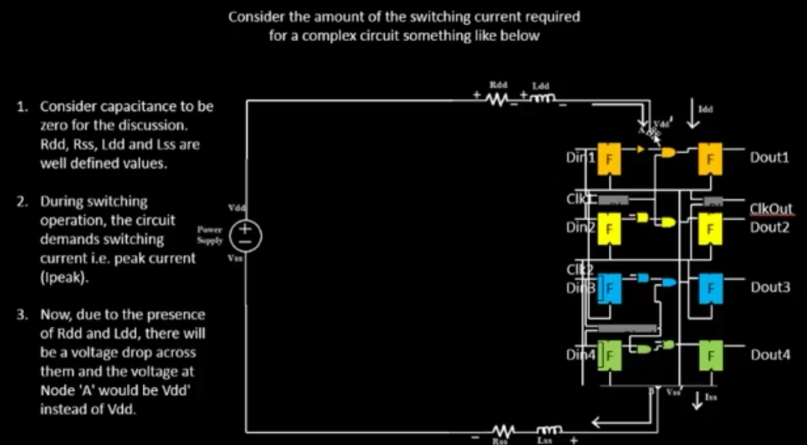 Consider the amount of the switching current required
for a complex circuit something like below
1. Consider capacitance to be
zero for the discussion.
Rdd, Rss, Ldd and Lss are
well defined values.
2. During switching
operation, the circuit
demands switching
current i.e. peak current
(Ipeak).
3. Now, due to the presence
of Rdd and Ldd, there will
be a voltage drop across
them and the voltage at
Node 'A' would be Vdd'
instead of Vdd.
Vdd
Power
Supply
+
−
Vss
Rdd
Ldd
+ − + −
Vdd'
Idd
A
Din1 F F Dout1
ClkOut
Din2 F F Dout2
Clk2
Din3 F F Dout3
Din4 F F Dout4
B Vss'
Iss
Rss
Lss
− +